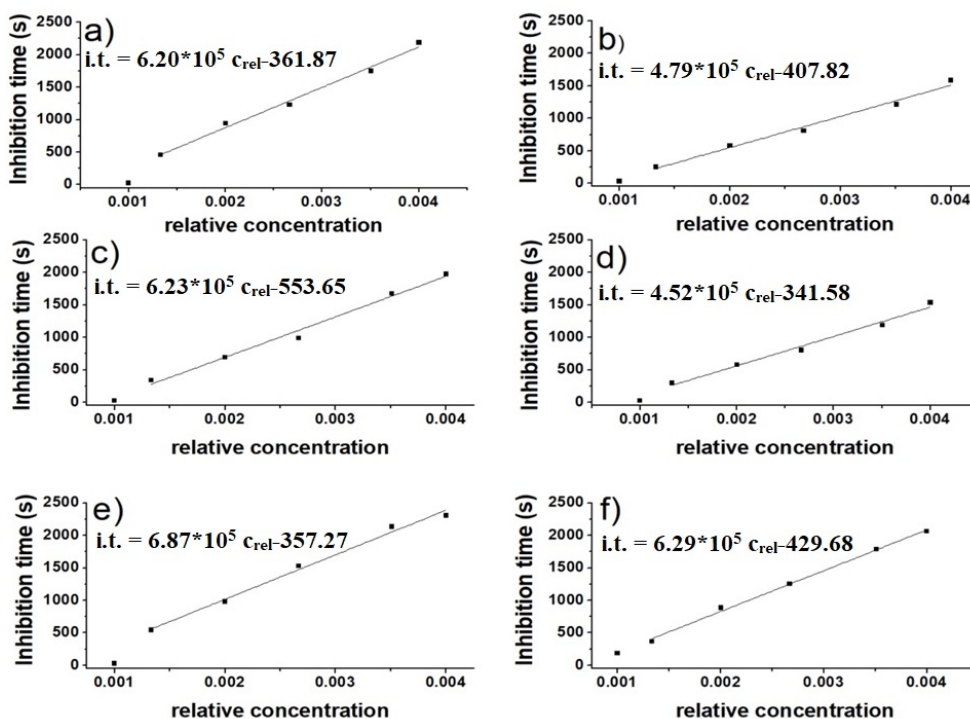 a)
i.t. = 6.20*10⁵ c_rel-361.87
Inhibition time (s)
2500
2000
1500
1000
500
0
0.001 0.002 0.003 0.004
relative concentration
b)
i.t. = 4.79*10⁵ c_rel-407.82
Inhibition time (s)
2500
2000
1500
1000
500
0
0.001 0.002 0.003 0.004
relative concentration
c)
i.t. = 6.23*10⁵ c_rel-553.65
Inhibition time (s)
2500
2000
1500
1000
500
0
0.001 0.002 0.003 0.004
relative concentration
d)
i.t. = 4.52*10⁵ c_rel-341.58
Inhibition time (s)
2500
2000
1500
1000
500
0
0.001 0.002 0.003 0.004
relative concentration
e)
i.t. = 6.87*10⁵ c_rel-357.27
Inhibition time (s)
2500
2000
1500
1000
500
0
0.001 0.002 0.003 0.004
relative concentration
f)
i.t. = 6.29*10⁵ c_rel-429.68
Inhibition time (s)
2500
2000
1500
1000
500
0
0.001 0.002 0.003 0.004
relative concentration